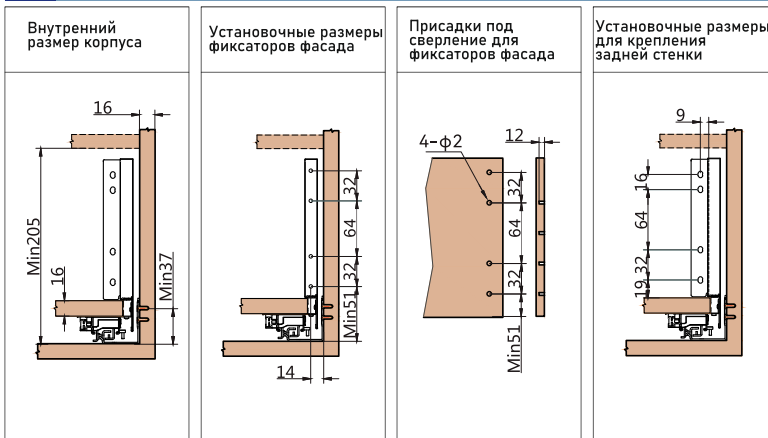 Внутренний
размер корпуса
16
Min205
16
Min37
Установочные размеры
фиксаторов фасада
32
64
32
Min51
14
Присадки под
сверление для
фиксаторов фасада
4-ф2
12
32
64
32
Min51
Установочные размеры
для крепления
задней стенки
9
16
64
32
19